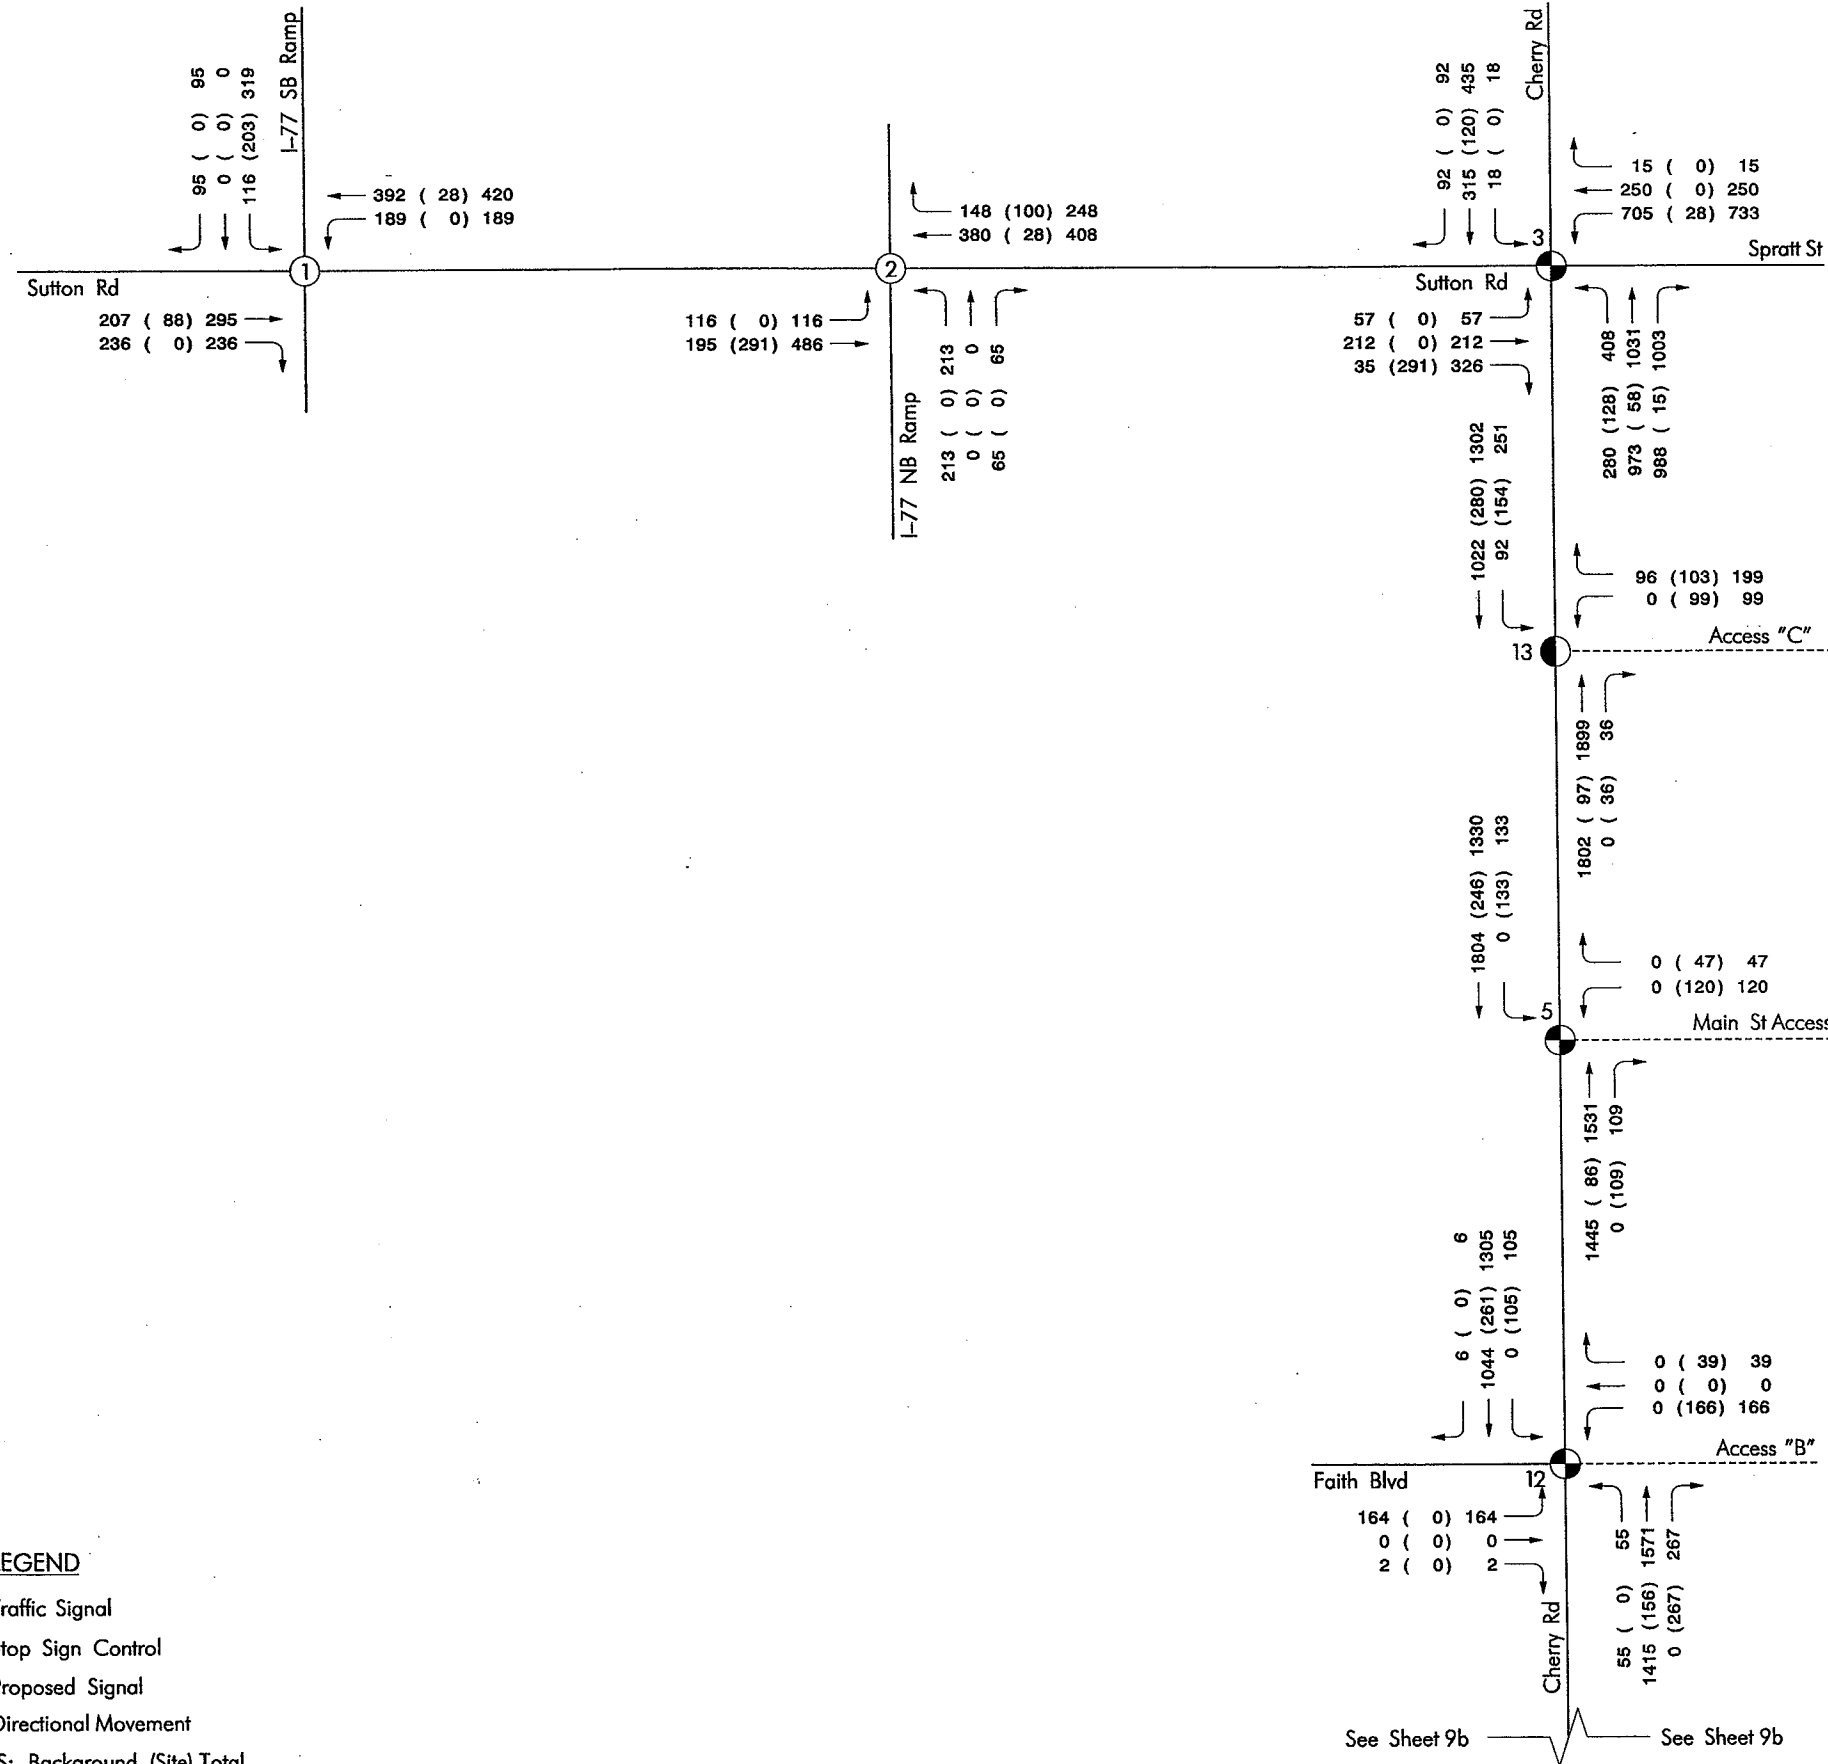 I-77 SB Ramp
95 ( 0) 95
0 ( 0) 0
116 (203) 319
392 ( 28) 420
189 ( 0) 189
1
Sutton Rd
207 ( 88) 295
236 ( 0) 236
148 (100) 248
380 ( 28) 408
2
116 ( 0) 116
195 (291) 486
213 ( 0) 213
0 ( 0) 0
65 ( 0) 65
I-77 NB Ramp
Cherry Rd
92 ( 0) 92
315 (120) 435
18 ( 0) 18
15 ( 0) 15
250 ( 0) 250
705 ( 28) 733
3
Spratt St
Sutton Rd
57 ( 0) 57
212 ( 0) 212
35 (291) 326
280 (128) 408
973 ( 58) 1031
988 ( 15) 1003
1022 (280) 1302
92 (154) 251
96 (103) 199
0 ( 99) 99
Access "C"
13
1802 ( 97) 1899
0 ( 36) 36
1804 (246) 1330
0 (133) 133
0 ( 47) 47
0 (120) 120
5
Main St Access
1445 ( 86) 1531
0 (109) 109
6 ( 0) 6
1044 (261) 1305
0 (105) 105
0 ( 39) 39
0 ( 0) 0
0 (166) 166
Access "B"
Faith Blvd
12
164 ( 0) 164
0 ( 0) 0
2 ( 0) 2
55 ( 0) 55
1415 (156) 1571
0 (267) 267
Cherry Rd
See Sheet 9b
See Sheet 9b
EGEND
raffic Signal
top Sign Control
roposed Signal
Directional Movement
S: Background (Site) Total